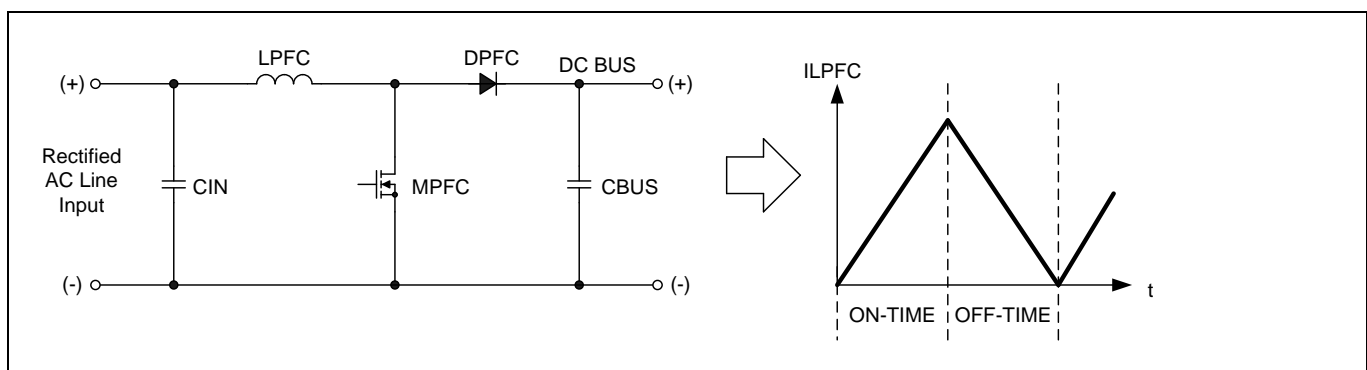 LPFC
DPFC
DC BUS
(+)
(+)
Rectified
AC Line
Input
CIN
MPFC
CBUS
(-)
(-)
ILPFC
t
ON-TIME
OFF-TIME